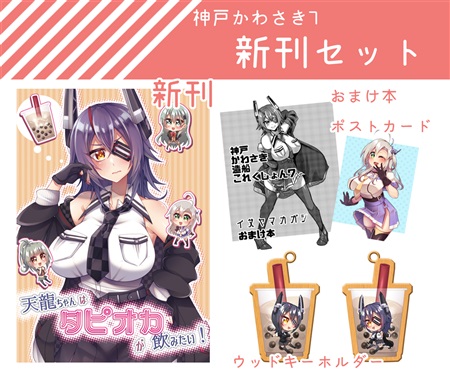 神戸かわさき7
新刊セット
新刊
天龍ちゃんは
タピオカ
が飲みたい！
神戸
かわさき
造船
これくしょん7
イヌヤマカガシ
おまけ本
おまけ本
ポストカード
ウッドキーホルダー